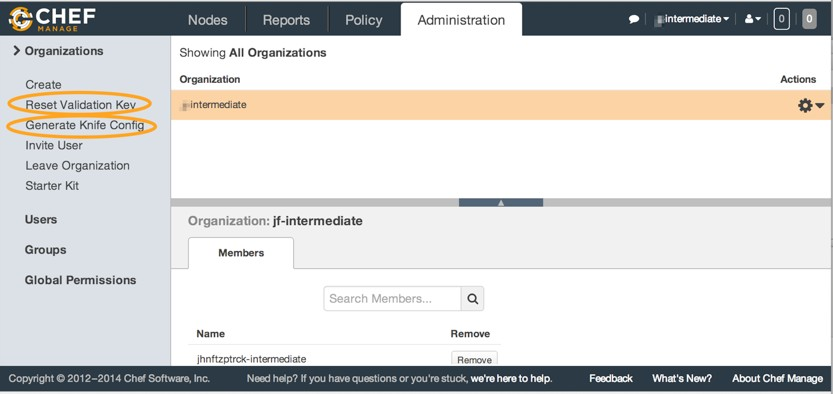 CHEF
MANAGE
Nodes
Reports
Policy
Administration
intermediate
0
0
Organizations
Create
Reset Validation Key
Generate Knife Config
Invite User
Leave Organization
Starter Kit
Users
Groups
Global Permissions
Showing All Organizations
Organization
Actions
intermediate
Organization: jf-intermediate
Members
Search Members...
Name
Remove
jhnftzptrck-intermediate
Remove
Copyright © 2012–2014 Chef Software, Inc.
Need help? If you have questions or you're stuck, we're here to help.
Feedback
What's New?
About Chef Manage